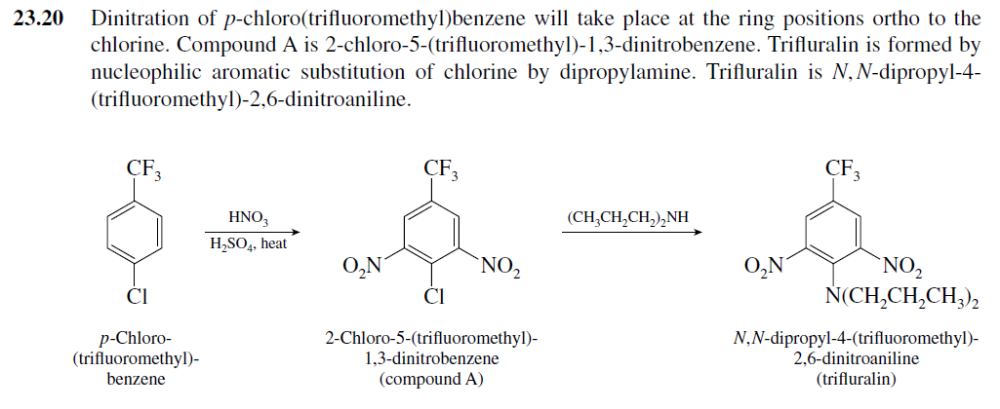 23.20 Dinitration of p-chloro(trifluoromethyl)benzene will take place at the ring positions ortho to the
chlorine. Compound A is 2-chloro-5-(trifluoromethyl)-1,3-dinitrobenzene. Trifluralin is formed by
nucleophilic aromatic substitution of chlorine by dipropylamine. Trifluralin is N,N-dipropyl-4-
(trifluoromethyl)-2,6-dinitroaniline.
CF₃ CF₃ CF₃
HNO₃ (CH₃CH₂CH₂)₂NH
H₂SO₄, heat
O₂N NO₂ O₂N NO₂
Cl Cl N(CH₂CH₂CH₃)₂
p-Chloro- 2-Chloro-5-(trifluoromethyl)- N,N-dipropyl-4-(trifluoromethyl)-
(trifluoromethyl)- 1,3-dinitrobenzene 2,6-dinitroaniline
benzene (compound A) (trifluralin)